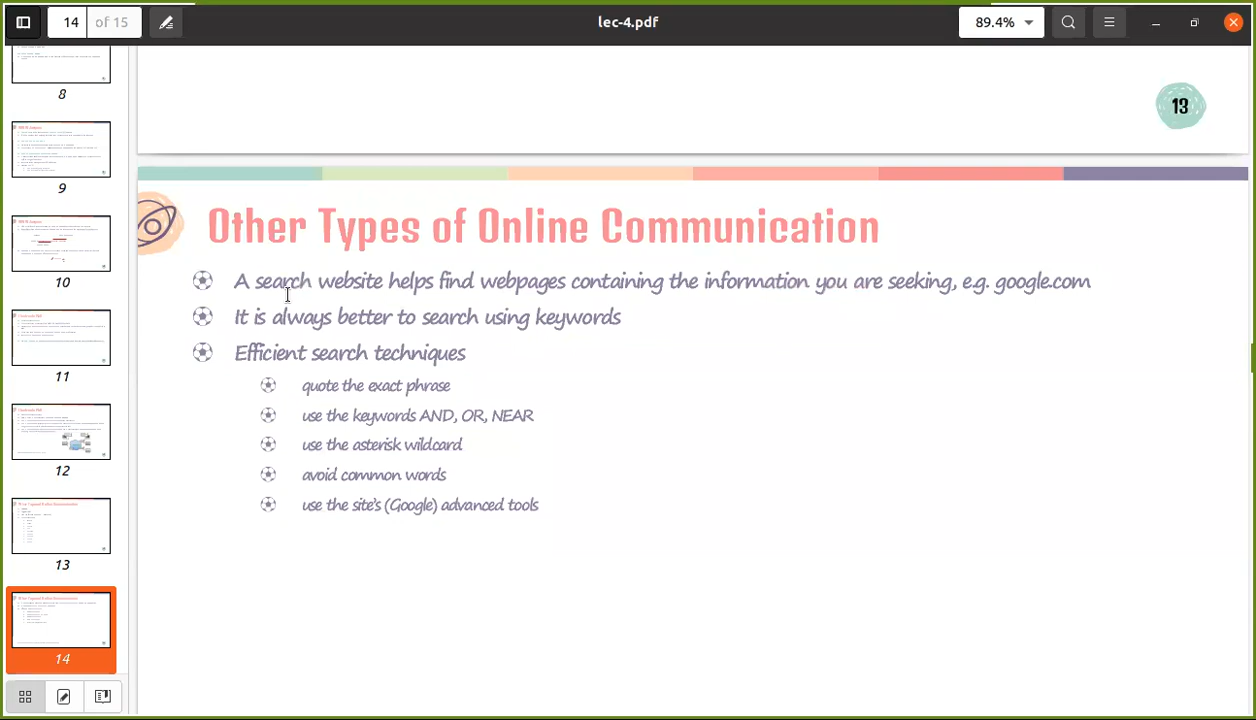 14 of 15
lec-4.pdf
89.4%
8
9
10
11
12
13
14
13
Other Types of Online Communication
A search website helps find webpages containing the information you are seeking, e.g. google.com
It is always better to search using keywords
Efficient search techniques
quote the exact phrase
use the keywords AND, OR, NEAR
use the asterisk wildcard
avoid common words
use the site's (Google) advanced tools